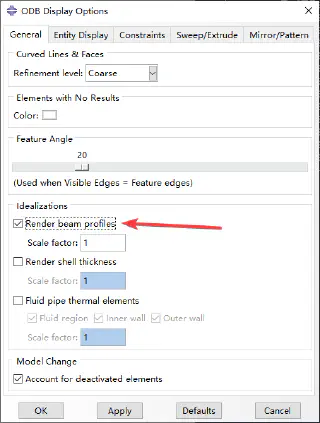 ODB Display Options
General Entity Display Constraints Sweep/Extrude Mirror/Pattern
Curved Lines & Faces
Refinement level: Coarse
Elements with No Results
Color:
Feature Angle
20
(Used when Visible Edges = Feature edges)
Idealizations
Render beam profiles
Scale factor: 1
Render shell thickness
Scale factor: 1
Fluid pipe thermal elements
Fluid region Inner wall Outer wall
Scale factor: 1
Model Change
Account for deactivated elements
OK Apply Defaults Cancel